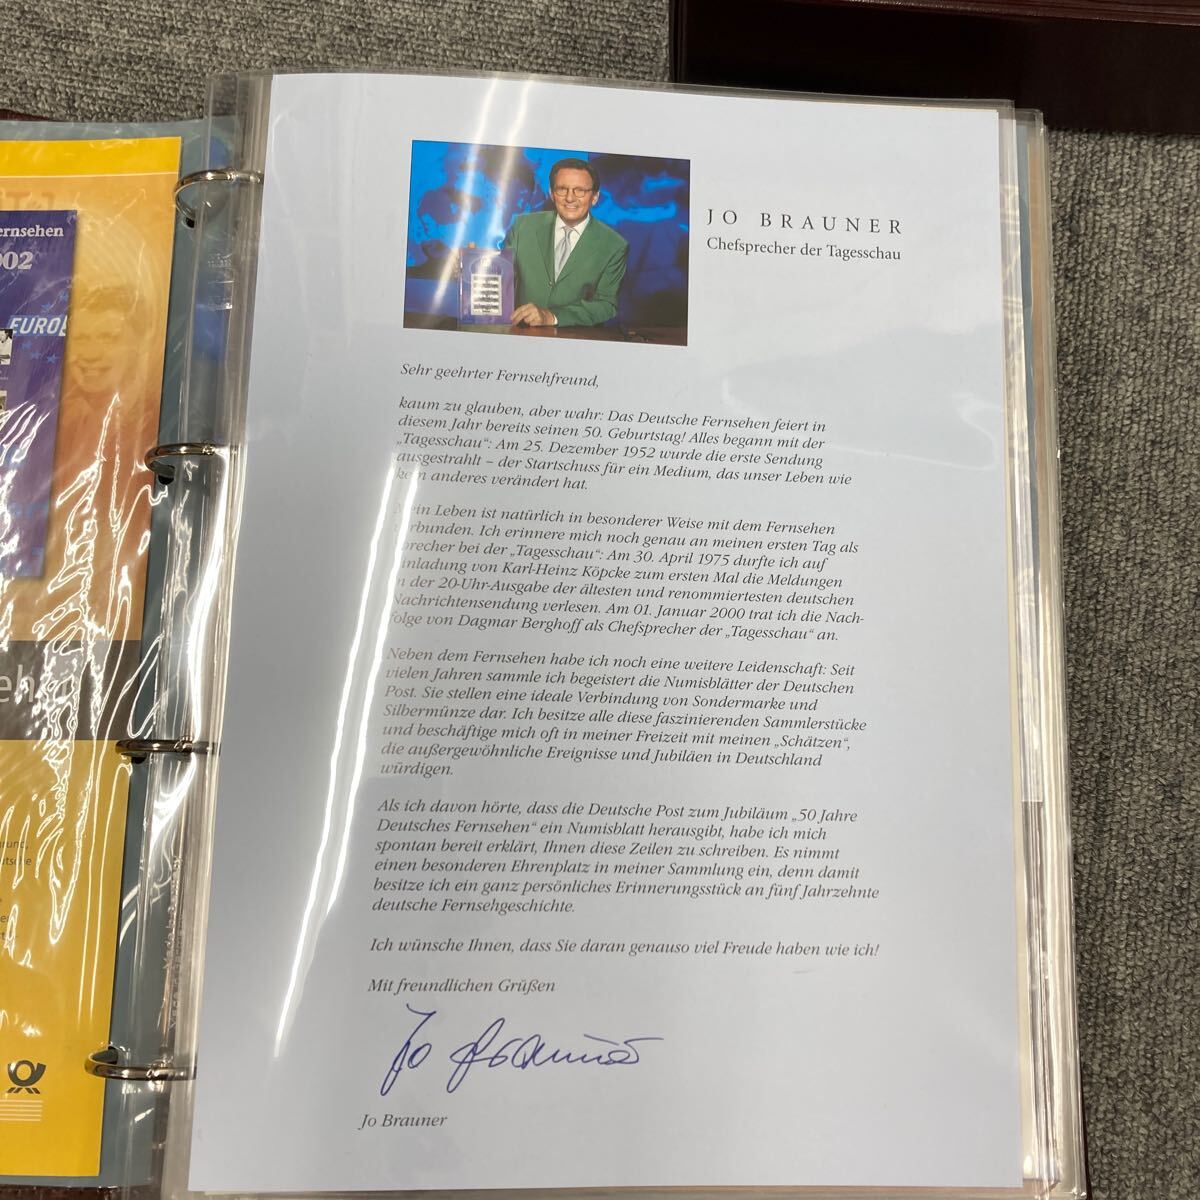 ernsehen
002
EURO
JO BRAUNER
Chefsprecher der Tagesschau
Sehr geehrter Fernsehfreund,
kaum zu glauben, aber wahr: Das Deutsche Fernsehen feiert in
diesem Jahr bereits seinen 50. Geburtstag! Alles begann mit der
„Tagesschau“: Am 25. Dezember 1952 wurde die erste Sendung
ausgestrahlt – der Startschuss für ein Medium, das unser Leben wie
kein anderes verändert hat.
Mein Leben ist natürlich in besonderer Weise mit dem Fernsehen
verbunden. Ich erinnere mich noch genau an meinen ersten Tag als
Sprecher bei der „Tagesschau“: Am 30. April 1975 durfte ich auf
Einladung von Karl-Heinz Köpcke zum ersten Mal die Meldungen
in der 20-Uhr-Ausgabe der ältesten und renommiertesten deutschen
Nachrichtensendung verlesen. Am 01. Januar 2000 trat ich die Nach-
folge von Dagmar Berghoff als Chefsprecher der „Tagesschau“ an.
Neben dem Fernsehen habe ich noch eine weitere Leidenschaft: Seit
vielen Jahren sammle ich begeistert die Numisblätter der Deutschen
Post. Sie stellen eine ideale Verbindung von Sondermarke und
Silbermünze dar. Ich besitze alle diese faszinierenden Sammlerstücke
und beschäftige mich oft in meiner Freizeit mit meinen „Schätzen“,
die außergewöhnliche Ereignisse und Jubiläen in Deutschland
würdigen.
Als ich davon hörte, dass die Deutsche Post zum Jubiläum „50 Jahre
Deutsches Fernsehen“ ein Numisblatt herausgibt, habe ich mich
spontan bereit erklärt, Ihnen diese Zeilen zu schreiben. Es nimmt
einen besonderen Ehrenplatz in meiner Sammlung ein, denn damit
besitze ich ein ganz persönliches Erinnerungsstück an fünf Jahrzehnte
deutsche Fernsehgeschichte.
Ich wünsche Ihnen, dass Sie daran genauso viel Freude haben wie ich!
Mit freundlichen Grüßen
Jo Brauner
Jo Brauner